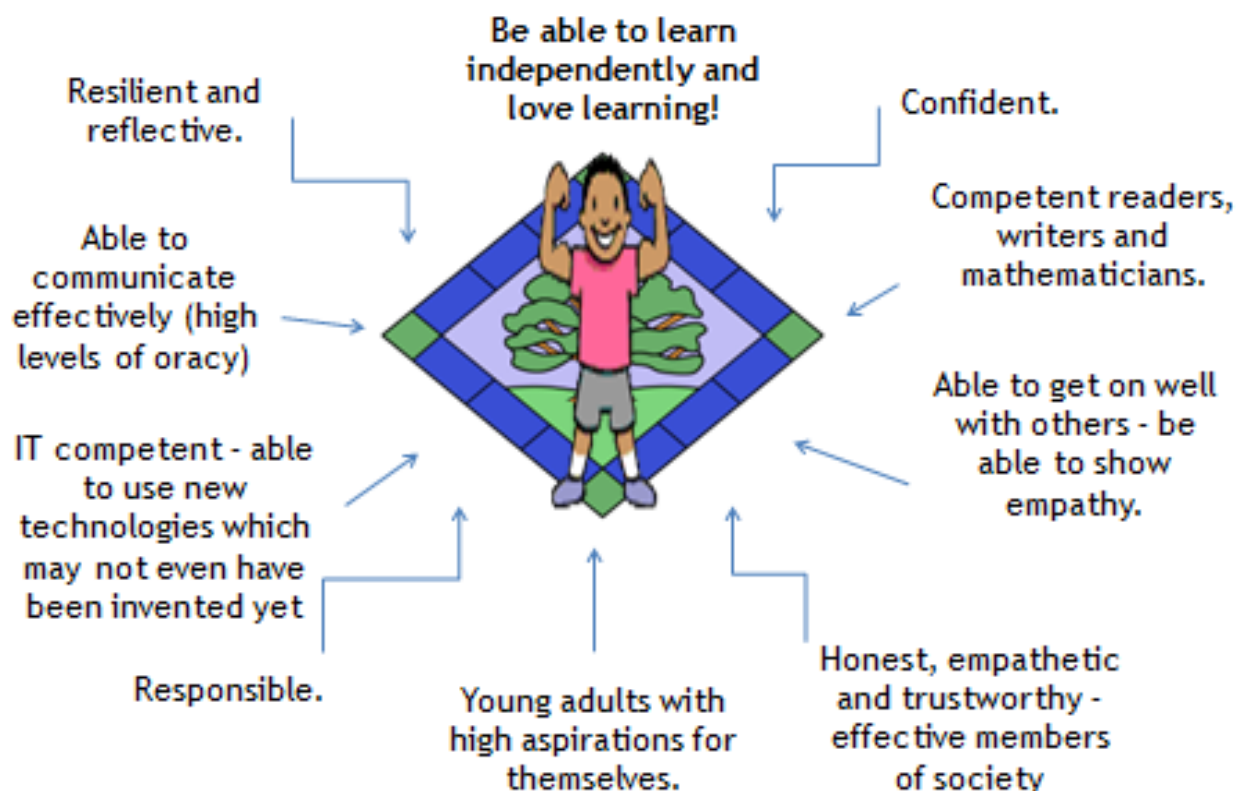 Be able to learn
independently and
love learning!
Resilient and
reflective.
Confident.
Competent readers,
writers and
mathematicians.
Able to
communicate
effectively (high
levels of oracy)
Able to get on well
with others - be
able to show
empathy.
IT competent - able
to use new
technologies which
may not even have
been invented yet
Responsible.
Young adults with
high aspirations for
themselves.
Honest, empathetic
and trustworthy -
effective members
of society